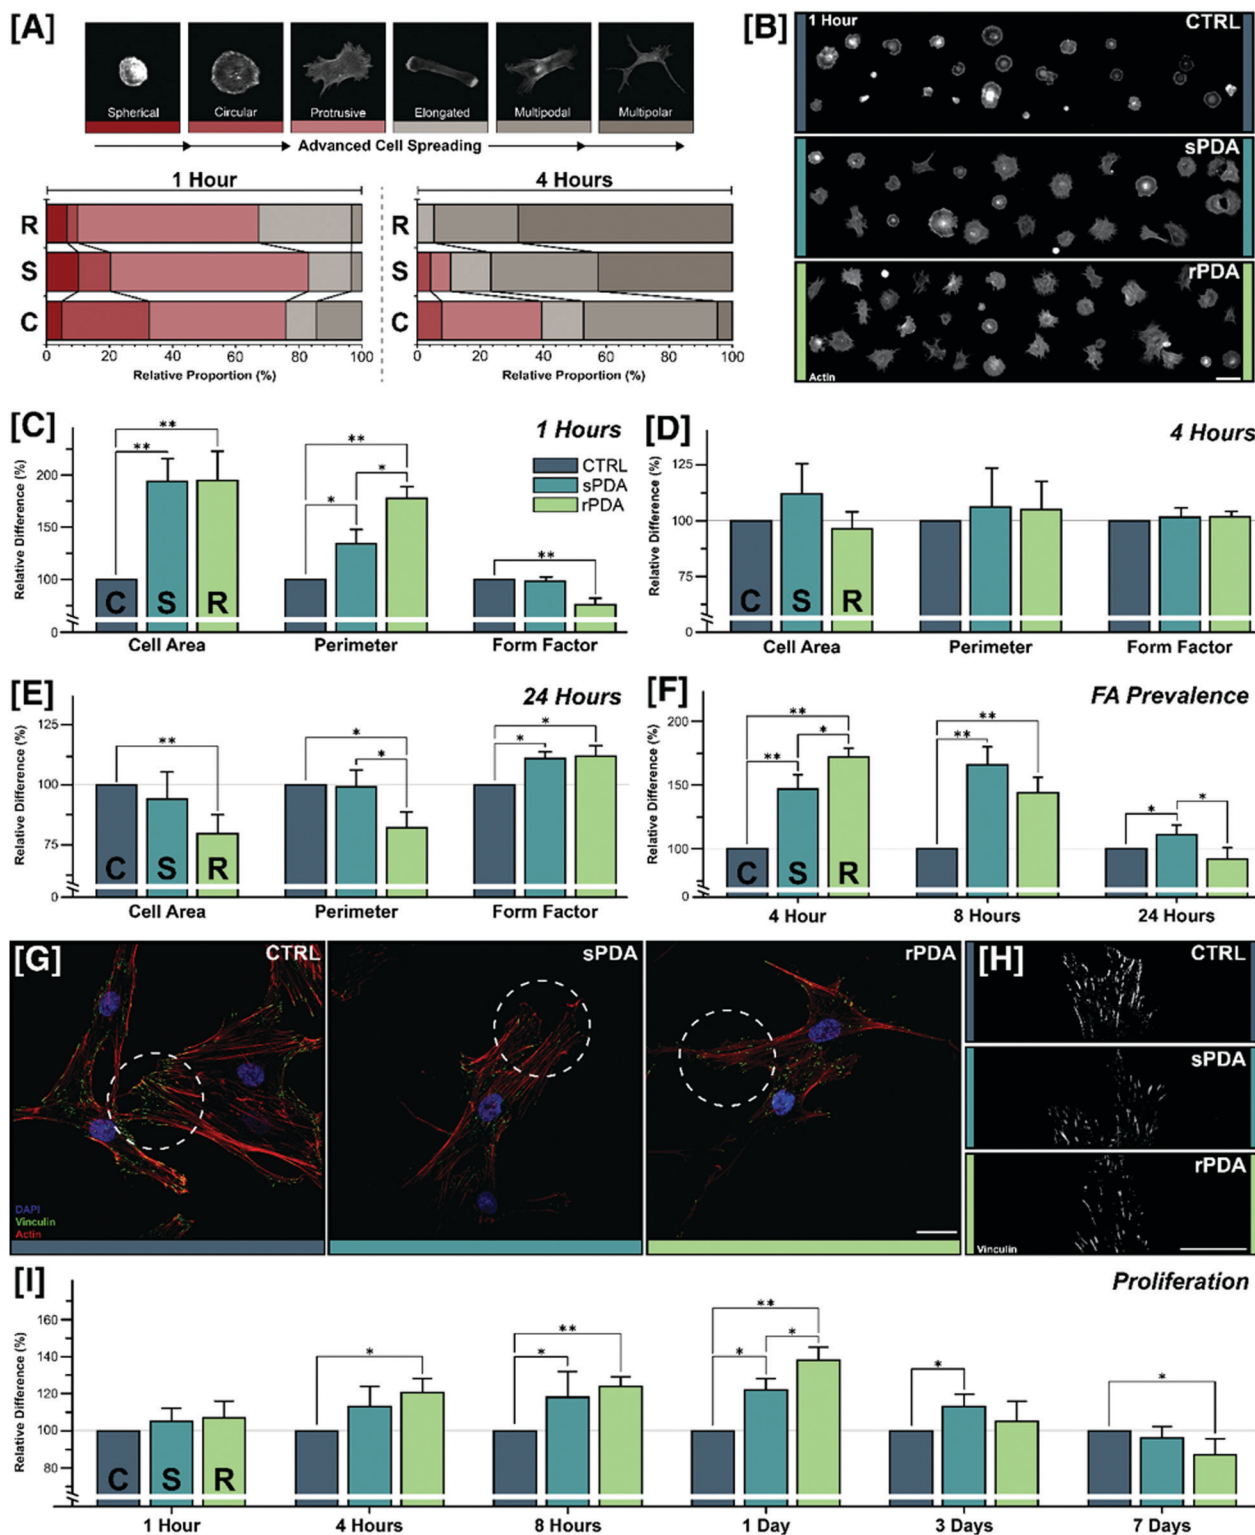 [A]
Spherical Circular Protrusive Elongated Multipodal Multipolar
Advanced Cell Spreading
1 Hour
4 Hours
R
S
C
0 20 40 60 80 100
0 20 40 60 80 100
Relative Proportion (%)
Relative Proportion (%)
[B]
1 Hour
CTRL
sPDA
rPDA
Actin
[C]
1 Hours
Relative Difference (%)
200
150
100
0
** ** * ** * **
CTRL
sPDA
rPDA
C S R
Cell Area Perimeter Form Factor
[D]
4 Hours
Relative Difference (%)
125
100
75
0
C S R
Cell Area Perimeter Form Factor
[E]
24 Hours
Relative Difference (%)
125
100
75
0
** * * * *
C S R
Cell Area Perimeter Form Factor
[F]
FA Prevalence
Relative Difference (%)
200
150
100
0
** ** * ** ** * *
C S R
4 Hour 8 Hours 24 Hours
[G]
CTRL
sPDA
rPDA
DAPI
Vinculin
Actin
[H]
CTRL
sPDA
rPDA
Vinculin
[I]
Proliferation
Relative Difference (%)
160
140
120
100
80
* * ** * ** * * *
C S R
1 Hour 4 Hours 8 Hours 1 Day 3 Days 7 Days